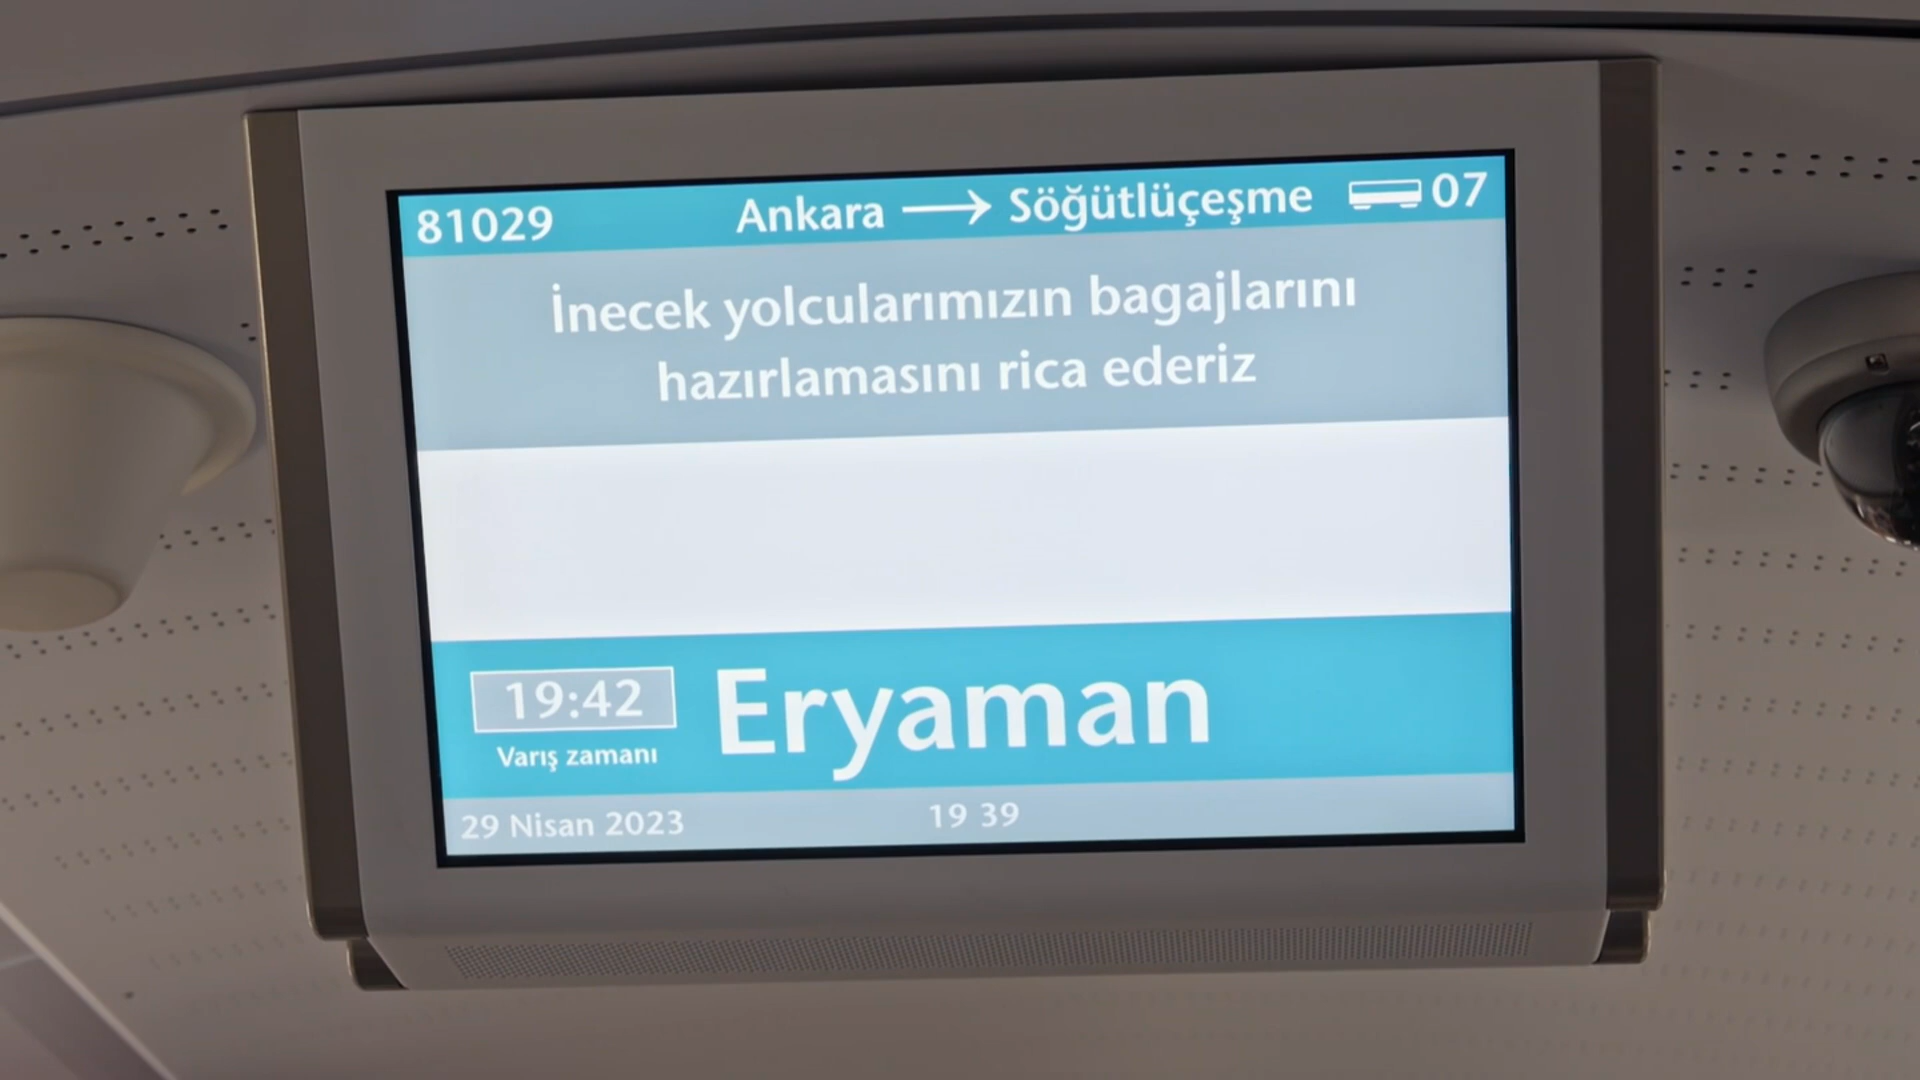 81029 Ankara → Söğütlüçeşme 07
İnecek yolcularımızın bagajlarını
hazırlamasını rica ederiz
19:42 Eryaman
Varış zamanı
29 Nisan 2023 19 39